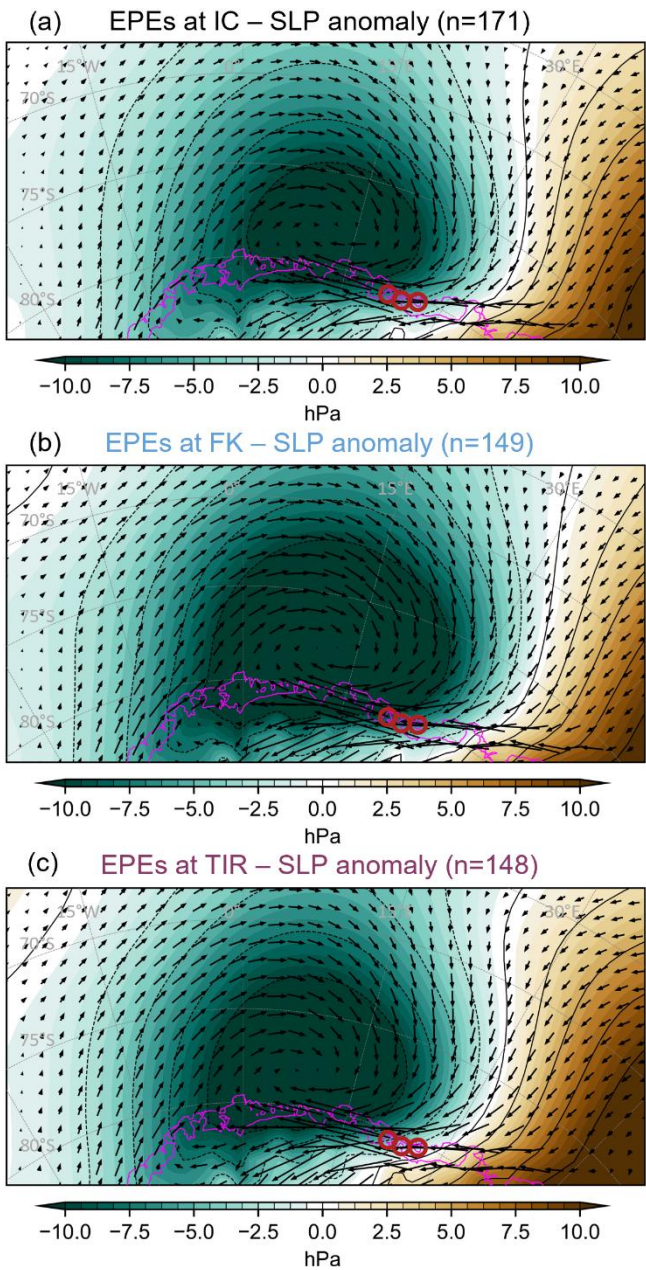 (a) EPEs at IC – SLP anomaly (n=171)
15°W 0° 15°E 30°E
70°S
75°S
80°S
−10.0 −7.5 −5.0 −2.5 0.0 2.5 5.0 7.5 10.0
hPa
(b) EPEs at FK – SLP anomaly (n=149)
15°W 0° 15°E 30°E
70°S
75°S
80°S
−10.0 −7.5 −5.0 −2.5 0.0 2.5 5.0 7.5 10.0
hPa
(c) EPEs at TIR – SLP anomaly (n=148)
15°W 0° 15°E 30°E
70°S
75°S
80°S
−10.0 −7.5 −5.0 −2.5 0.0 2.5 5.0 7.5 10.0
hPa